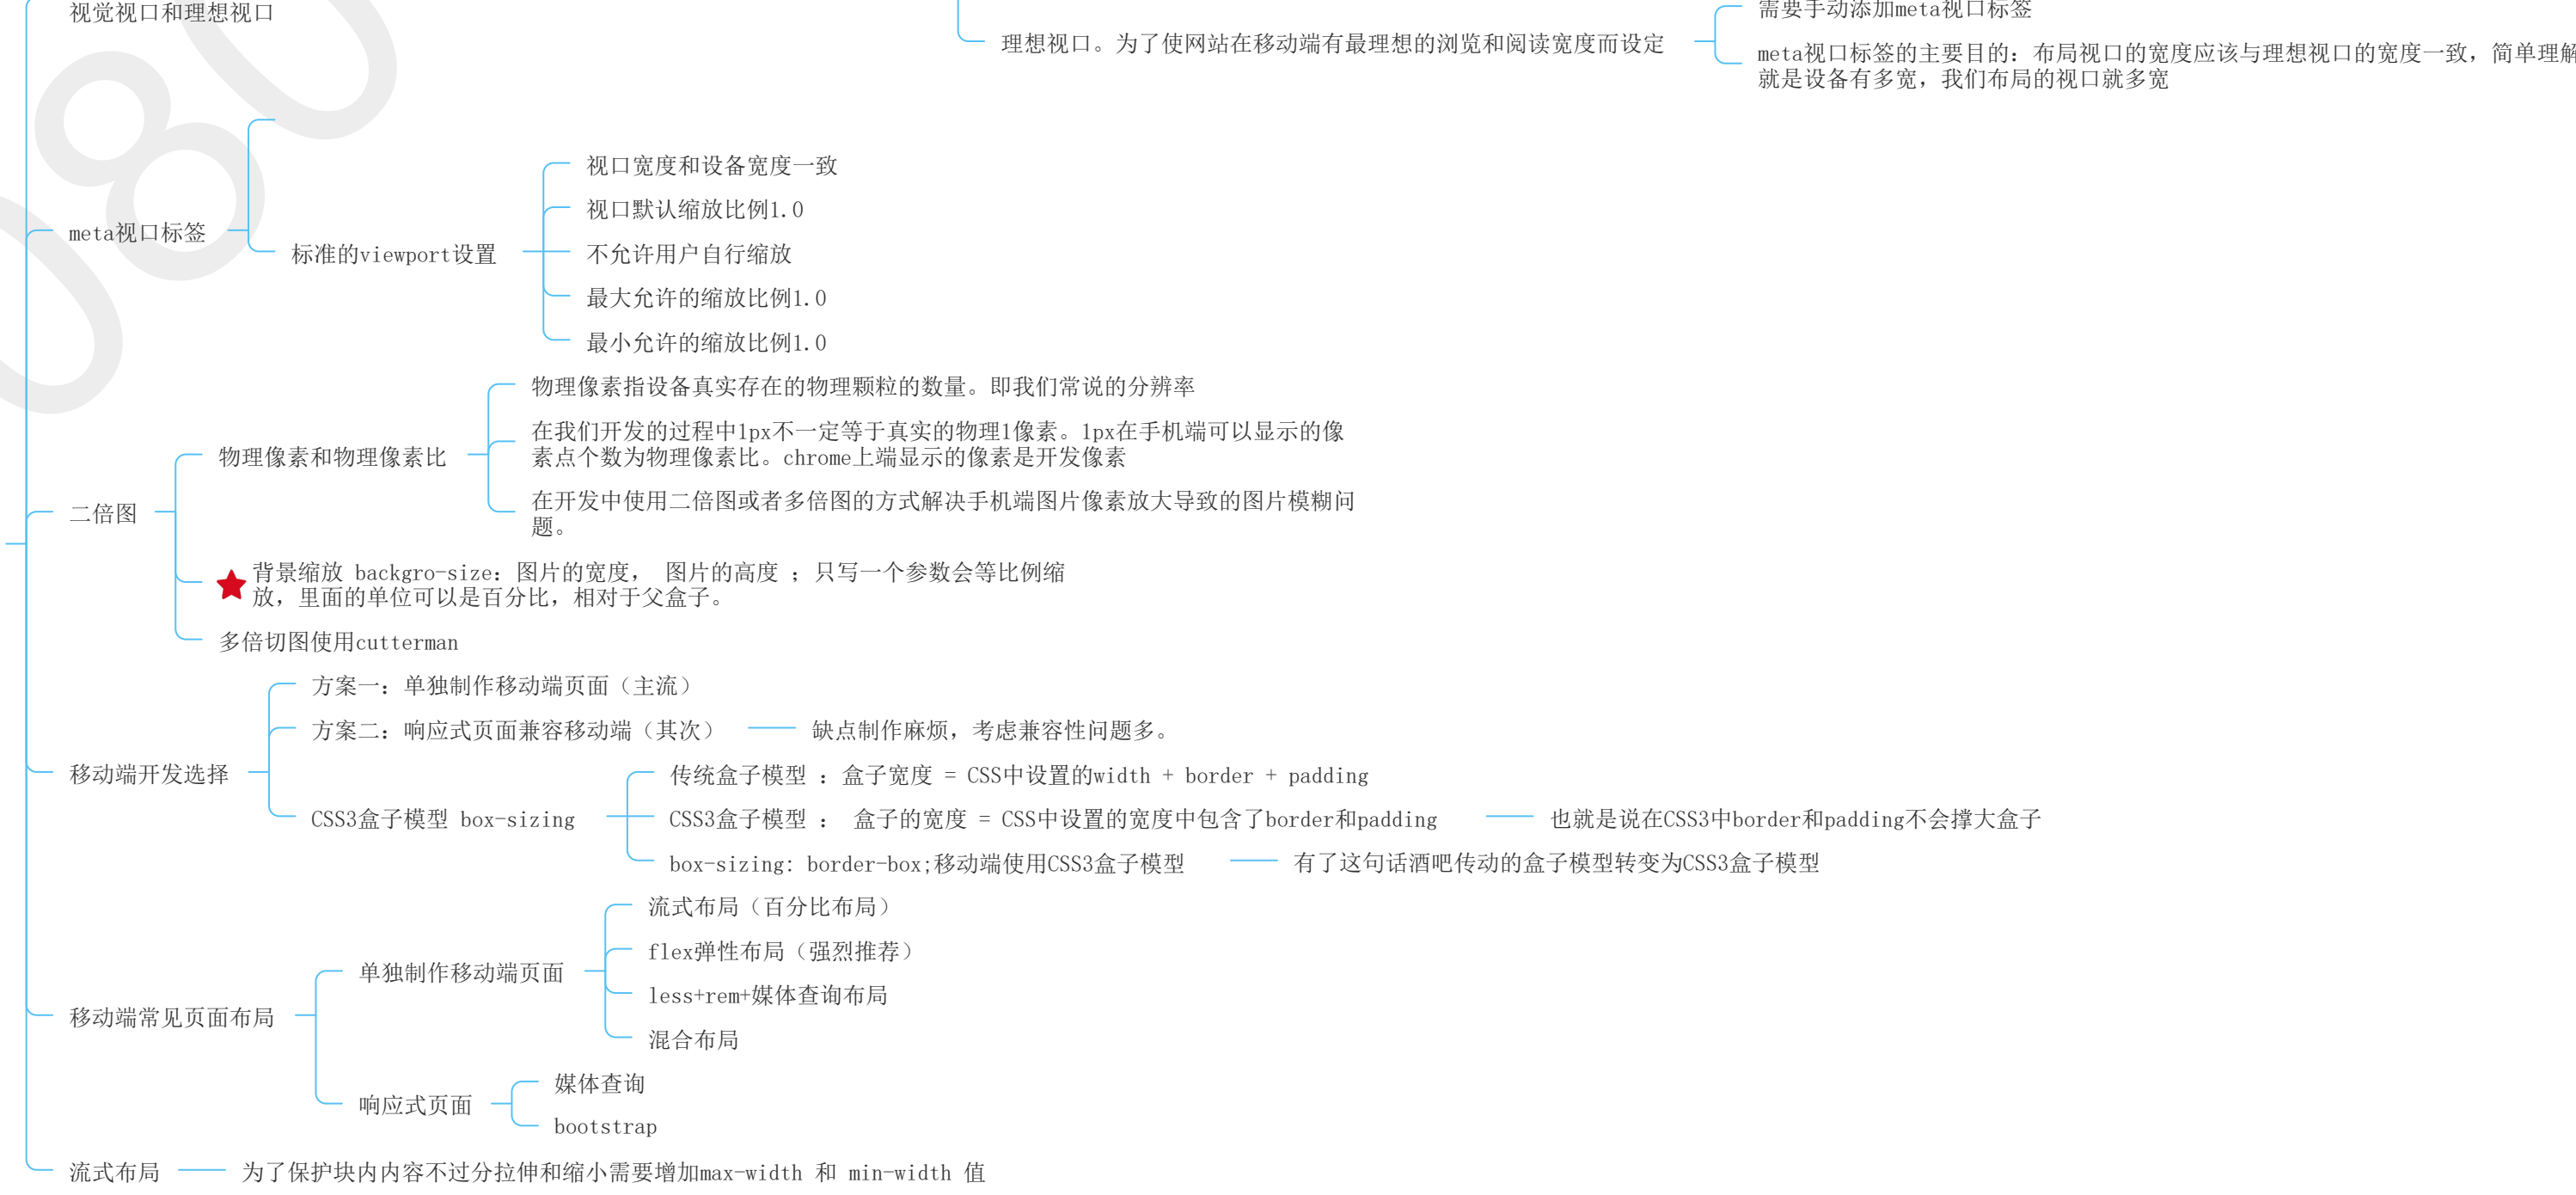 视觉视口和理想视口
需要手动添加meta视口标签
理想视口。为了使网站在移动端有最理想的浏览和阅读宽度而设定
meta视口标签的主要目的：布局视口的宽度应该与理想视口的宽度一致，简单理解
就是设备有多宽，我们布局的视口就多宽
meta视口标签
标准的viewport设置
视口宽度和设备宽度一致
视口默认缩放比例1.0
不允许用户自行缩放
最大允许的缩放比例1.0
最小允许的缩放比例1.0
二倍图
物理像素和物理像素比
物理像素指设备真实存在的物理颗粒的数量。即我们常说的分辨率
在我们开发的过程中1px不一定等于真实的物理1像素。1px在手机端可以显示的像
素点个数为物理像素比。chrome上端显示的像素是开发像素
在开发中使用二倍图或者多倍图的方式解决手机端图片像素放大导致的图片模糊问
题。
背景缩放 backgro-size：图片的宽度， 图片的高度 ；只写一个参数会等比例缩
放，里面的单位可以是百分比，相对于父盒子。
多倍切图使用cutterman
移动端开发选择
方案一：单独制作移动端页面（主流）
方案二：响应式页面兼容移动端（其次）
缺点制作麻烦，考虑兼容性问题多。
CSS3盒子模型 box-sizing
传统盒子模型 ：盒子宽度 = CSS中设置的width + border + padding
CSS3盒子模型 ： 盒子的宽度 = CSS中设置的宽度中包含了border和padding
也就是说在CSS3中border和padding不会撑大盒子
box-sizing: border-box;移动端使用CSS3盒子模型
有了这句话酒吧传动的盒子模型转变为CSS3盒子模型
移动端常见页面布局
单独制作移动端页面
流式布局（百分比布局）
flex弹性布局（强烈推荐）
less+rem+媒体查询布局
混合布局
响应式页面
媒体查询
bootstrap
流式布局
为了保护块内内容不过分拉伸和缩小需要增加max-width 和 min-width 值